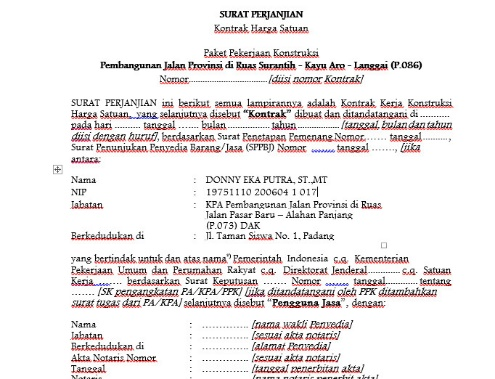 SURAT PERJANJIAN
Kontrak Harga Satuan
Paket Pekerjaan Konstruksi
Pembangunan Jalan Provinsi di Ruas Surantih - Kayu Aro - Langgai (P.086)
Nomor..............................[diisi nomor Kontrak]
SURAT PERJANJIAN ini berikut semua lampirannya adalah Kontrak Kerja Konstruksi
Harga Satuan, yang selanjutnya disebut “Kontrak” dibuat dan ditandatangani di ..........
pada hari .......... tanggal ...... bulan ................ tahun ................ [tanggal, bulan dan tahun
diisi dengan huruf], berdasarkan Surat Penetapan Pemenang Nomor....... tanggal..........,
Surat Penunjukan Penyedia Barang/Jasa (SPPBJ) Nomor ........ tanggal ......., [jika
antara:
Nama : DONNY EKA PUTRA, ST.,MT
NIP : 19751110 200604 1 017
Jabatan : KPA Pembangunan Jalan Provinsi di Ruas
Jalan Pasar Baru – Alahan Panjang
(P.073) DAK
Berkedudukan di : Jl. Taman Siswa No. 1, Padang
yang bertindak untuk dan atas nama*) Pemerintah Indonesia c.q. Kementerian
Pekerjaan Umum dan Perumahan Rakyat c.q. Direktorat Jenderal............ c.q. Satuan
Kerja ....... berdasarkan Surat Keputusan ....... Nomor ....... tanggal........... tentang
....... [SK pengangkatan PA/KPA/PPK] [jika ditandatangani oleh PPK ditambahkan
surat tugas dari PA/KPA] selanjutnya disebut “Pengguna Jasa”, dengan:
Nama : .............. [nama wakil Penyedia]
Jabatan : .............. [sesuai akta notaris]
Berkedudukan di : .............. [alamat Penyedia]
Akta Notaris Nomor : .............. [sesuai akta notaris]
Tanggal : .............. [tanggal penerbitan akta]
Notaris : .............. [nama notaris penerbit akta]